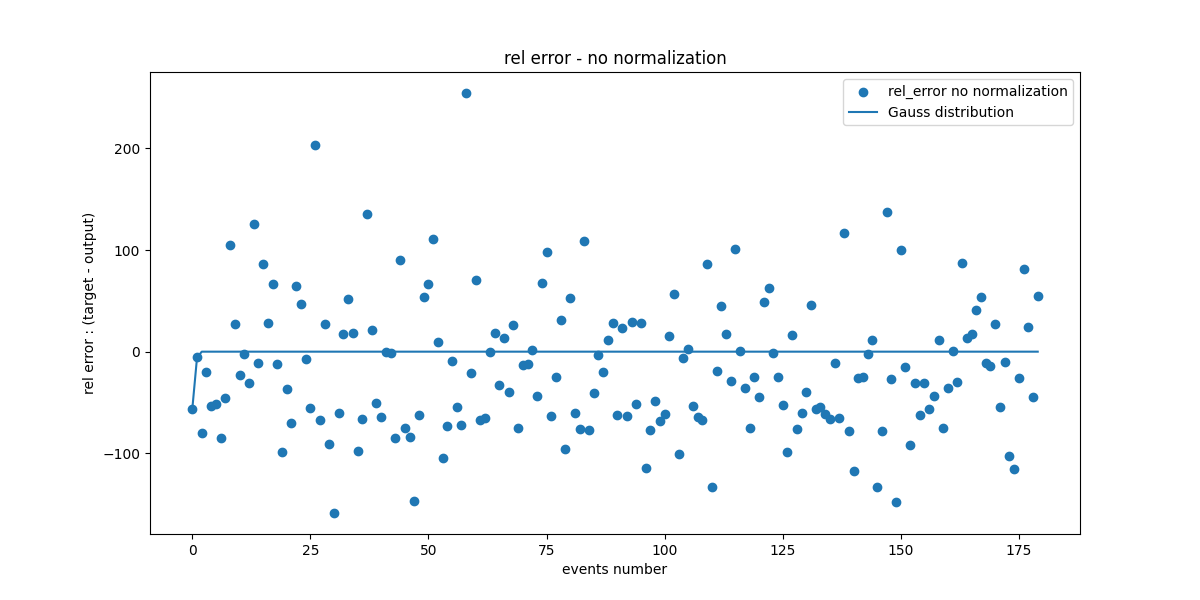 rel error - no normalization
rel_error no normalization
Gauss distribution
rel error : (target - output)
200
100
0
−100
0
25
50
75
100
125
150
175
events number